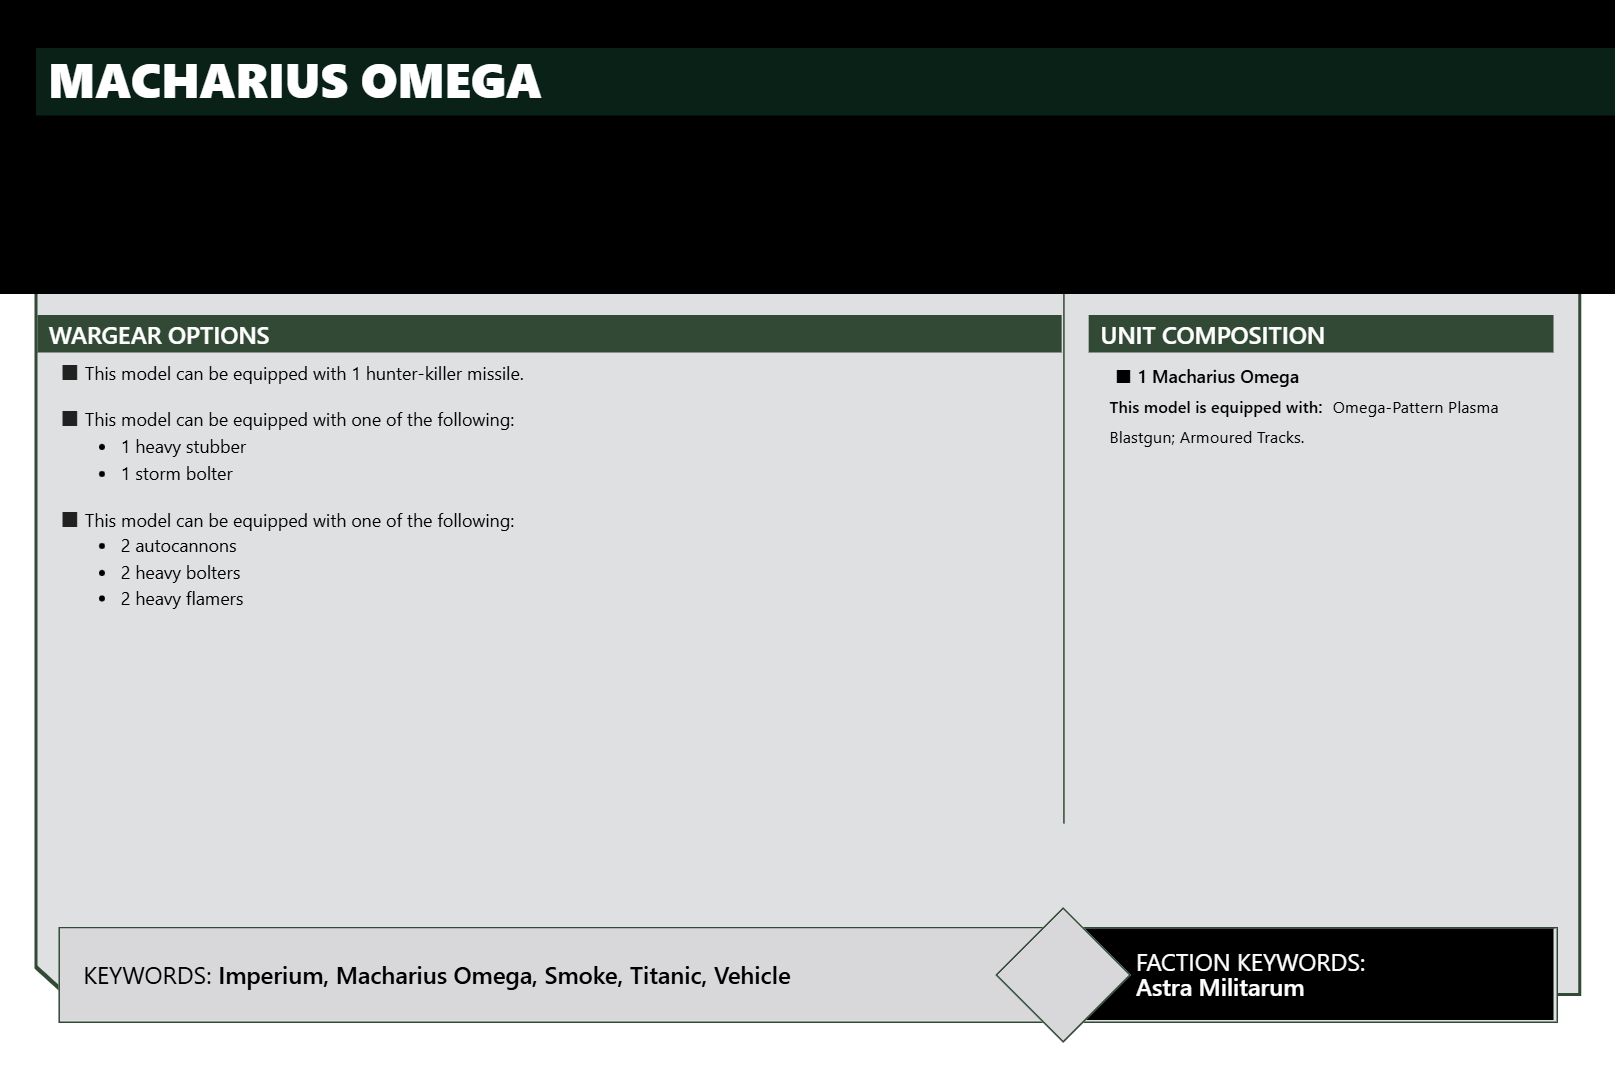 MACHARIUS OMEGA
WARGEAR OPTIONS
This model can be equipped with 1 hunter-killer missile.
This model can be equipped with one of the following:
1 heavy stubber
1 storm bolter
This model can be equipped with one of the following:
2 autocannons
2 heavy bolters
2 heavy flamers
UNIT COMPOSITION
1 Macharius Omega
This model is equipped with: Omega-Pattern Plasma
Blastgun; Armoured Tracks.
KEYWORDS: Imperium, Macharius Omega, Smoke, Titanic, Vehicle
FACTION KEYWORDS:
Astra Militarum